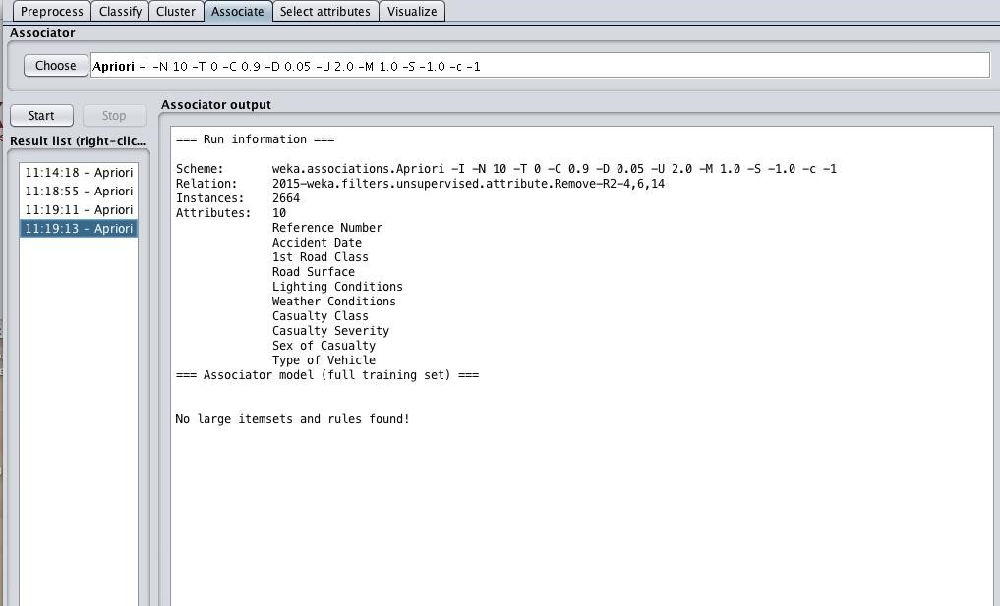 Preprocess Classify Cluster Associate Select attributes Visualize
Associator
Choose Apriori -I -N 10 -T 0 -C 0.9 -D 0.05 -U 2.0 -M 1.0 -S -1.0 -c -1
Start Stop
Result list (right-clic...
11:14:18 - Apriori
11:18:55 - Apriori
11:19:11 - Apriori
11:19:13 - Apriori
Associator output
=== Run information ===
Scheme: weka.associations.Apriori -I -N 10 -T 0 -C 0.9 -D 0.05 -U 2.0 -M 1.0 -S -1.0 -c -1
Relation: 2015-weka.filters.unsupervised.attribute.Remove-R2-4,6,14
Instances: 2664
Attributes: 10
Reference Number
Accident Date
1st Road Class
Road Surface
Lighting Conditions
Weather Conditions
Casualty Class
Casualty Severity
Sex of Casualty
Type of Vehicle
=== Associator model (full training set) ===
No large itemsets and rules found!